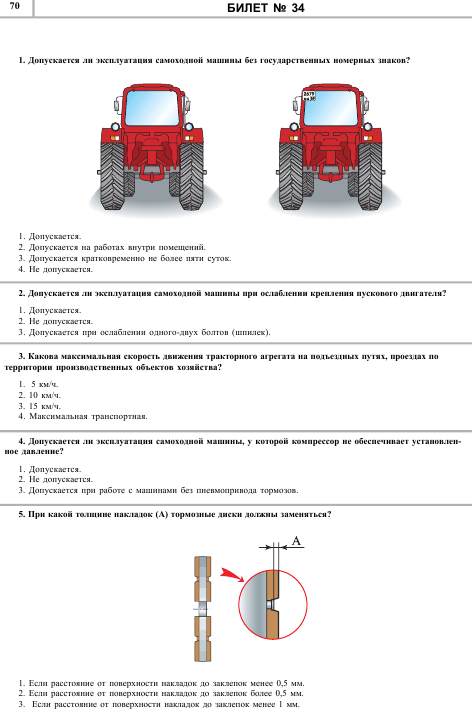 70
БИЛЕТ № 34
1. Допускается ли эксплуатация самоходной машины без государственных номерных знаков?
2679
1. Допускается.
2. Допускается на работах внутри помещений.
3. Допускается кратковременно не более пяти суток.
4. Не допускается.
2. Допускается ли эксплуатация самоходной машины при ослаблении крепления пускового двигателя?
1. Допускается.
2. Не допускается.
3. Допускается при ослаблении одного-двух болтов (шпилек).
3. Какова максимальная скорость движения тракторного агрегата на подъездных путях, проездах по
территории производственных объектов хозяйства?
1. 5 км/ч.
2. 10 км/ч.
3. 15 км/ч.
4. Максимальная транспортная.
4. Допускается ли эксплуатация самоходной машины, у которой компрессор не обеспечивает установлен-
ное давление?
1. Допускается.
2. Не допускается.
3. Допускается при работе с машинами без пневмопривода тормозов.
5. При какой толщине накладок (А) тормозные диски должны заменяться?
А
1. Если расстояние от поверхности накладок до заклепок менее 0,5 мм.
2. Если расстояние от поверхности накладок до заклепок более 0,5 мм.
3. Если расстояние от поверхности накладок до заклепок менее 1 мм.